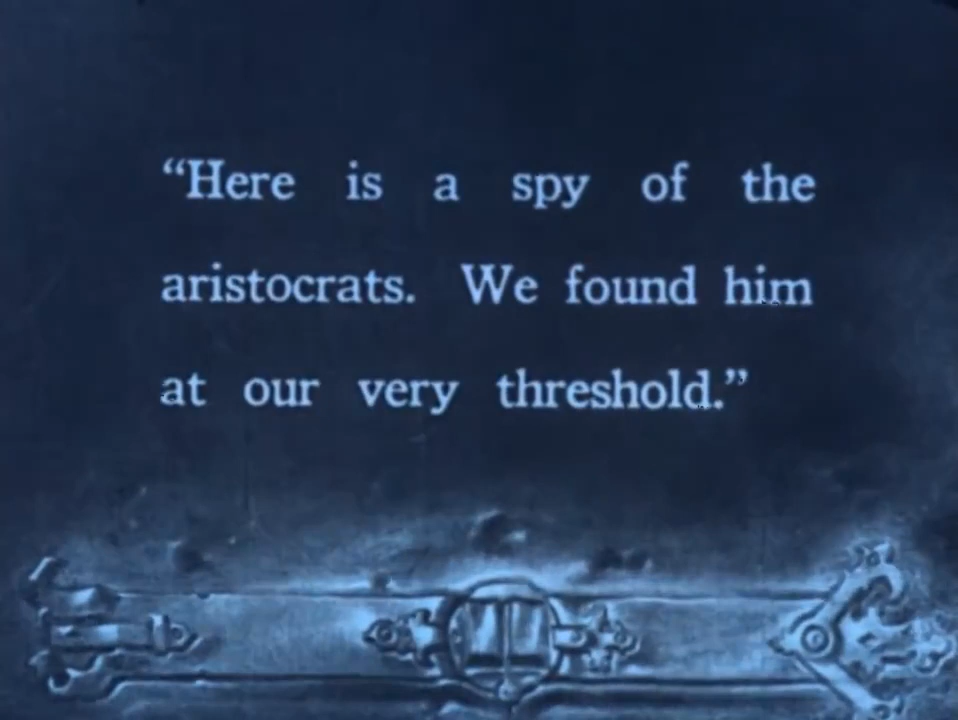 “Here is a spy of the
aristocrats. We found him
at our very threshold.”